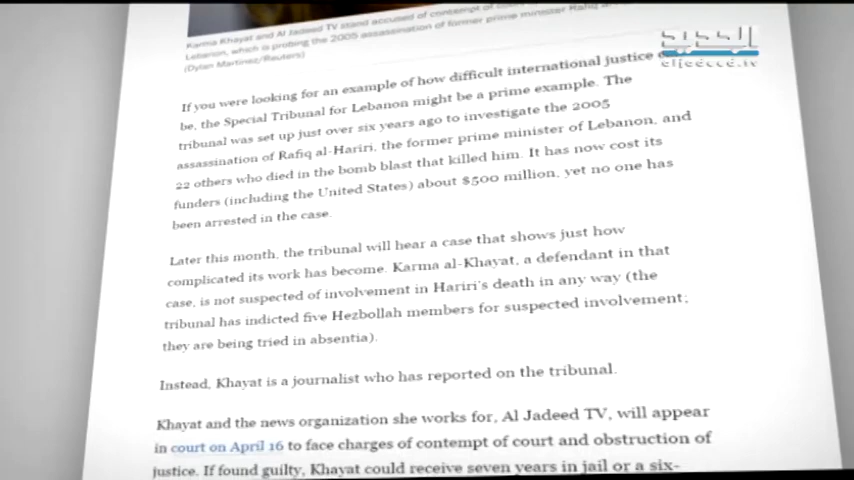 Karma Khayat and Al Jadeed TV stand accused of contempt of
Lebanon, which is probing the 2005 assassination of former prime minister Rafiq
(Dylan Martinez/Reuters)
الجديد
aljadeed.tv
If you were looking for an example of how difficult international justice
be, the Special Tribunal for Lebanon might be a prime example. The
tribunal was set up just over six years ago to investigate the 2005
assassination of Rafiq al-Hariri, the former prime minister of Lebanon, and
22 others who died in the bomb blast that killed him. It has now cost its
funders (including the United States) about $500 million, yet no one has
been arrested in the case.
Later this month, the tribunal will hear a case that shows just how
complicated its work has become. Karma al-Khayat, a defendant in that
case, is not suspected of involvement in Hariri's death in any way (the
tribunal has indicted five Hezbollah members for suspected involvement;
they are being tried in absentia).
Instead, Khayat is a journalist who has reported on the tribunal.
Khayat and the news organization she works for, Al Jadeed TV, will appear
in court on April 16 to face charges of contempt of court and obstruction of
justice. If found guilty, Khayat could receive seven years in jail or a six-